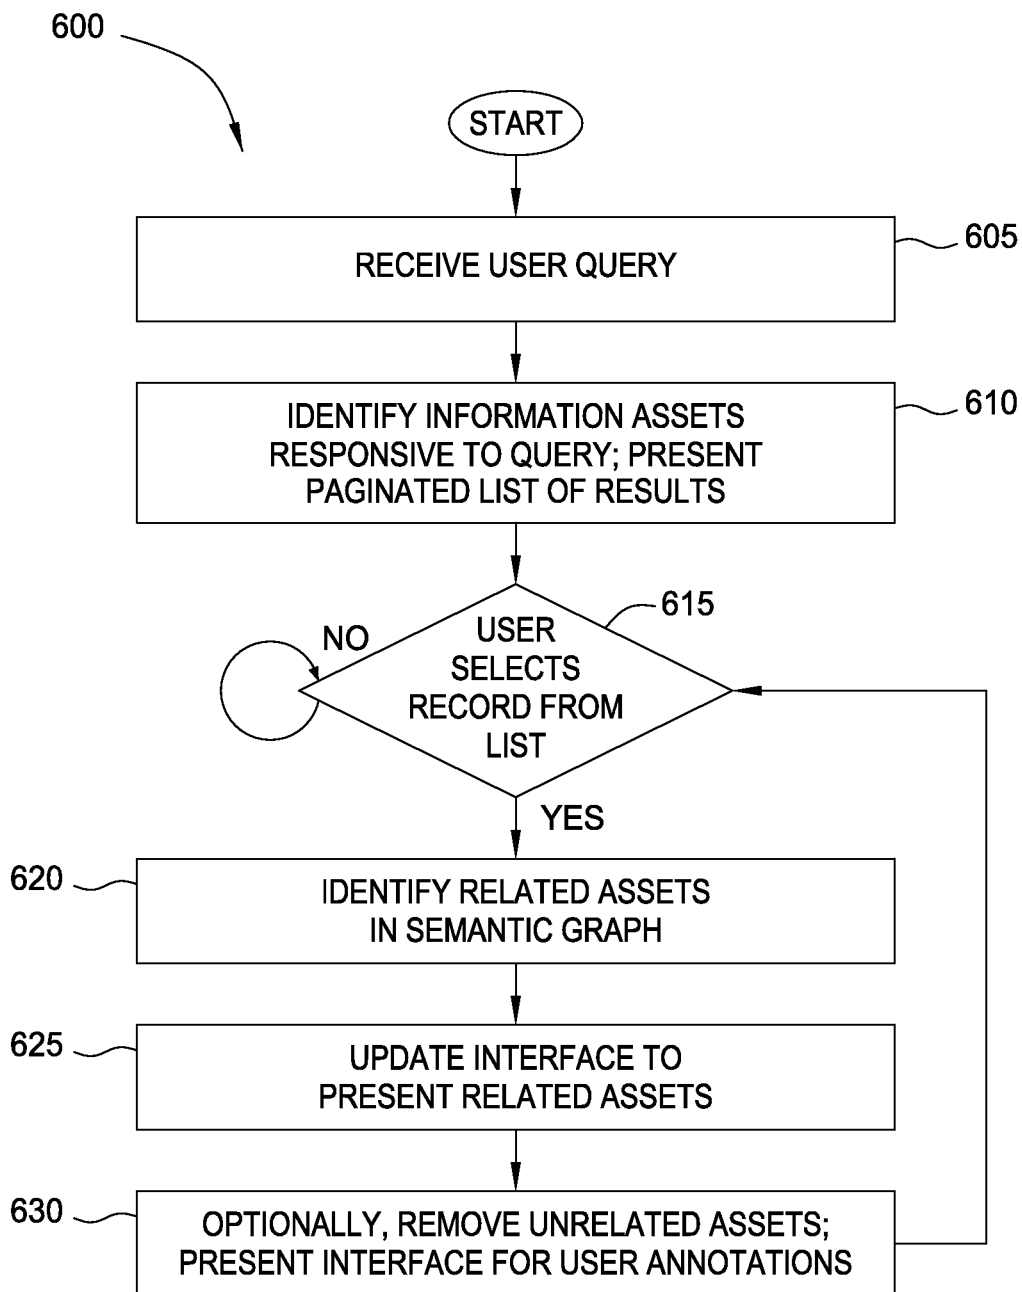 600
START
RECEIVE USER QUERY
605
IDENTIFY INFORMATION ASSETS
RESPONSIVE TO QUERY; PRESENT
PAGINATED LIST OF RESULTS
610
615
NO
USER
SELECTS
RECORD FROM
LIST
YES
620
IDENTIFY RELATED ASSETS
IN SEMANTIC GRAPH
625
UPDATE INTERFACE TO
PRESENT RELATED ASSETS
630
OPTIONALLY, REMOVE UNRELATED ASSETS;
PRESENT INTERFACE FOR USER ANNOTATIONS